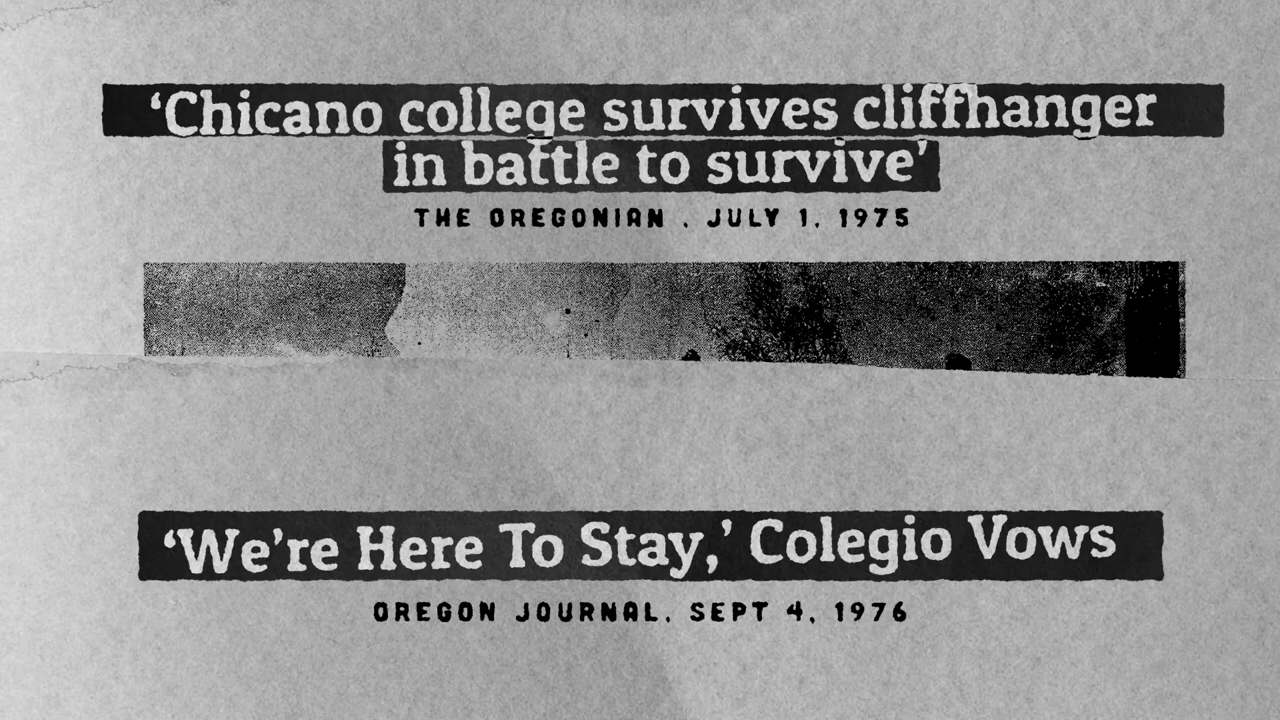 ‘Chicano college survives cliffhanger
in battle to survive’
THE OREGONIAN , JULY 1, 1975
‘We’re Here To Stay,’ Colegio Vows
OREGON JOURNAL, SEPT 4, 1976